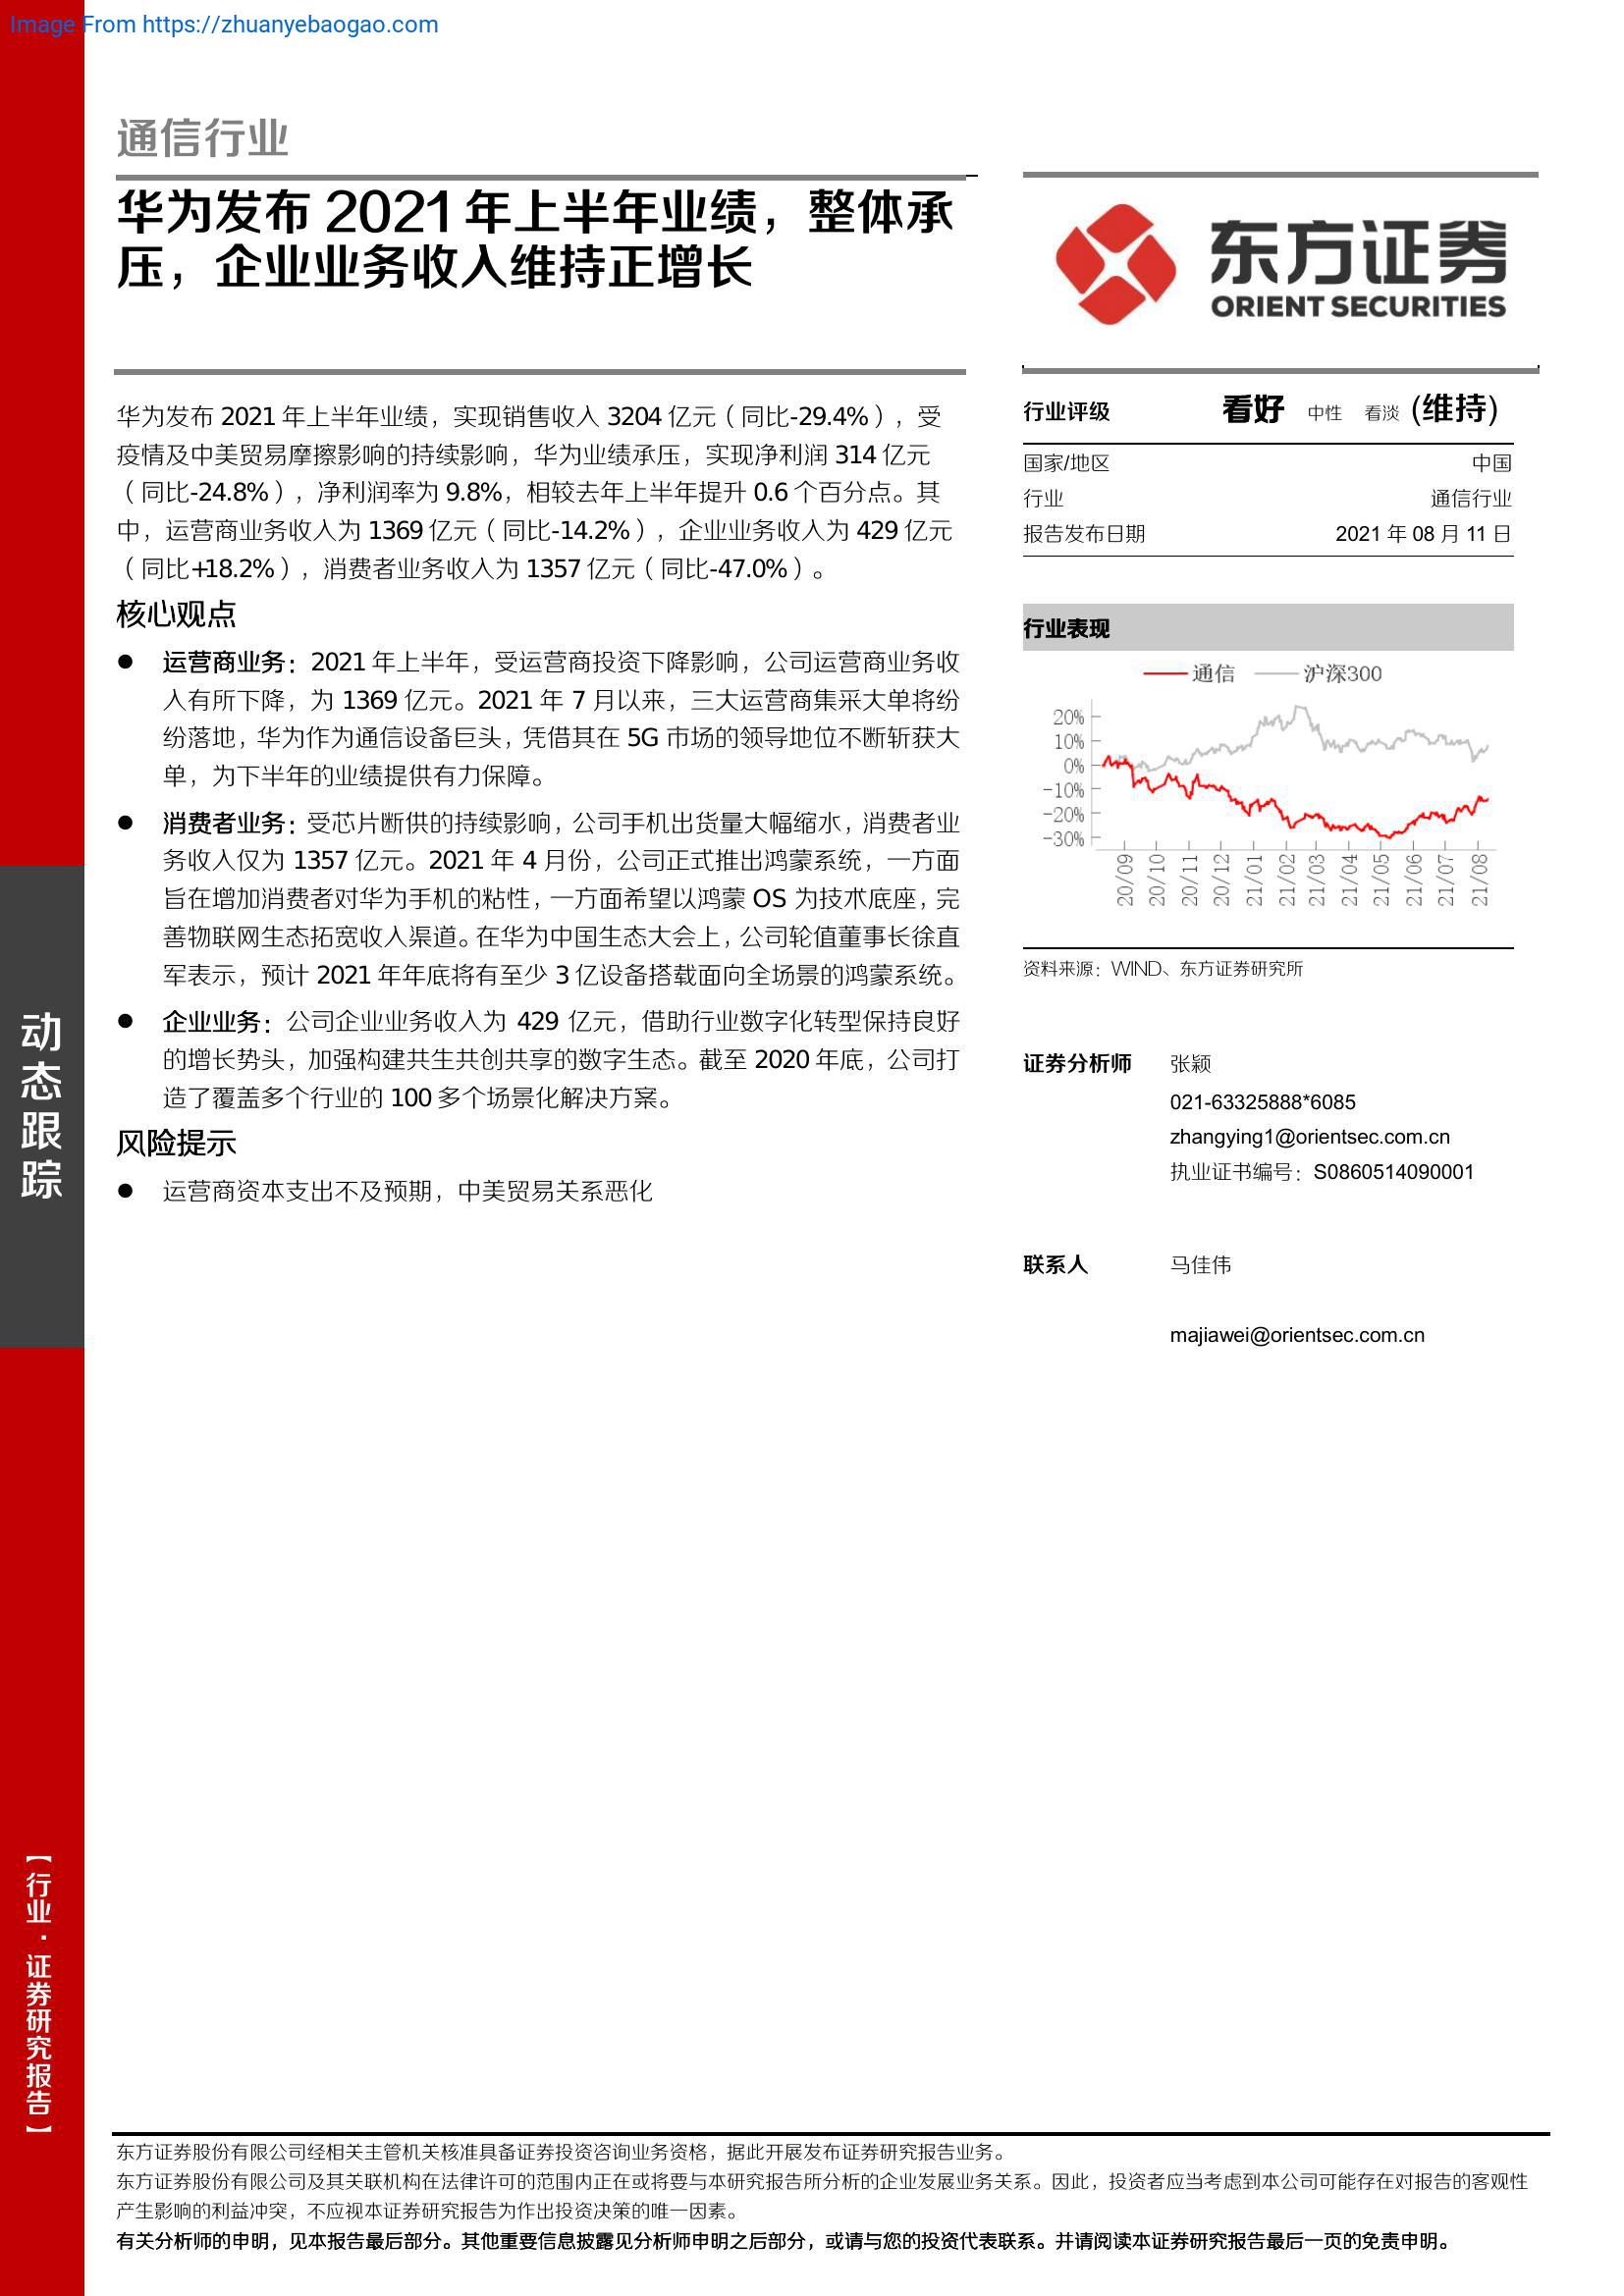 Image From https://zhuanyebaogao.com
通信行业
华为发布 2021 年上半年业绩，整体承
压，企业业务收入维持正增长
东方证券
ORIENT SECURITIES
华为发布 2021 年上半年业绩，实现销售收入 3204 亿元（同比-29.4%），受
疫情及中美贸易摩擦影响的持续影响，华为业绩承压，实现净利润 314 亿元
（同比-24.8%），净利润率为 9.8%，相较去年上半年提升 0.6 个百分点。其
中，运营商业务收入为 1369 亿元（同比-14.2%），企业业务收入为 429 亿元
（同比+18.2%），消费者业务收入为 1357 亿元（同比-47.0%）。
核心观点
● 运营商业务：2021 年上半年，受运营商投资下降影响，公司运营商业务收
入有所下降，为 1369 亿元。2021 年 7 月以来，三大运营商集采大单将纷
纷落地，华为作为通信设备巨头，凭借其在 5G 市场的领导地位不断斩获大
单，为下半年的业绩提供有力保障。
● 消费者业务：受芯片断供的持续影响，公司手机出货量大幅缩水，消费者业
务收入仅为 1357 亿元。2021 年 4 月份，公司正式推出鸿蒙系统，一方面
旨在增加消费者对华为手机的粘性，一方面希望以鸿蒙 OS 为技术底座，完
善物联网生态拓宽收入渠道。在华为中国生态大会上，公司轮值董事长徐直
军表示，预计 2021 年年底将有至少 3 亿设备搭载面向全场景的鸿蒙系统。
● 企业业务：公司企业业务收入为 429 亿元，借助行业数字化转型保持良好
的增长势头，加强构建共生共创共享的数字生态。截至 2020 年底，公司打
造了覆盖多个行业的 100 多个场景化解决方案。
风险提示
● 运营商资本支出不及预期，中美贸易关系恶化
行业评级 看好 中性 看淡 (维持)
国家/地区 中国
行业 通信行业
报告发布日期 2021 年 08 月 11 日
行业表现
通信 沪深300
20%
10%
0%
-10%
-20%
-30%
20/09 20/10 20/11 20/12 21/01 21/02 21/03 21/04 21/05 21/06 21/07 21/08
资料来源：WIND、东方证券研究所
证券分析师 张颖
021-63325888*6085
zhangying1@orientsec.com.cn
执业证书编号：S0860514090001
联系人 马佳伟
majiawei@orientsec.com.cn
动态跟踪
【行业·证券研究报告】
东方证券股份有限公司经相关主管机关核准具备证券投资咨询业务资格，据此开展发布证券研究报告业务。
东方证券股份有限公司及其关联机构在法律许可的范围内正在或将要与本研究报告所分析的企业发展业务关系。因此，投资者应当考虑到本公司可能存在对报告的客观性
产生影响的利益冲突，不应视本证券研究报告为作出投资决策的唯一因素。
有关分析师的申明，见本报告最后部分。其他重要信息披露见分析师申明之后部分，或请与您的投资代表联系。并请阅读本证券研究报告最后一页的免责申明。